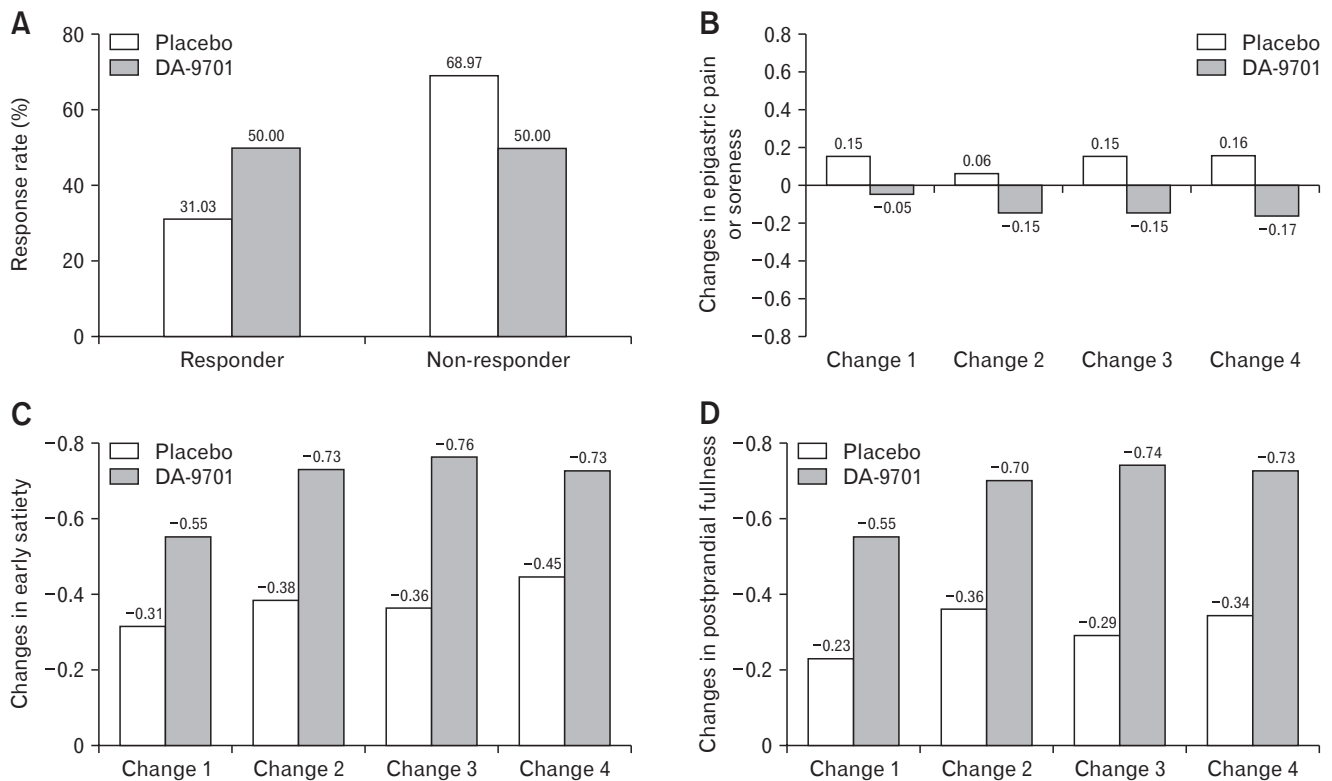 A
Response rate (%)
80
60
40
20
0
Placebo
DA-9701
31.03
50.00
68.97
50.00
Responder
Non-responder
B
Changes in epigastric pain
or soreness
0.8
0.6
0.4
0.2
0
−0.2
−0.4
−0.6
−0.8
Placebo
DA-9701
0.15
−0.05
0.06
−0.15
0.15
−0.15
0.16
−0.17
Change 1
Change 2
Change 3
Change 4
C
Changes in early satiety
−0.8
−0.6
−0.4
−0.2
0
Placebo
DA-9701
−0.31
−0.55
−0.38
−0.73
−0.36
−0.76
−0.45
−0.73
Change 1
Change 2
Change 3
Change 4
D
Changes in postprandial fullness
−0.8
−0.6
−0.4
−0.2
0
Placebo
DA-9701
−0.23
−0.55
−0.36
−0.70
−0.29
−0.74
−0.34
−0.73
Change 1
Change 2
Change 3
Change 4